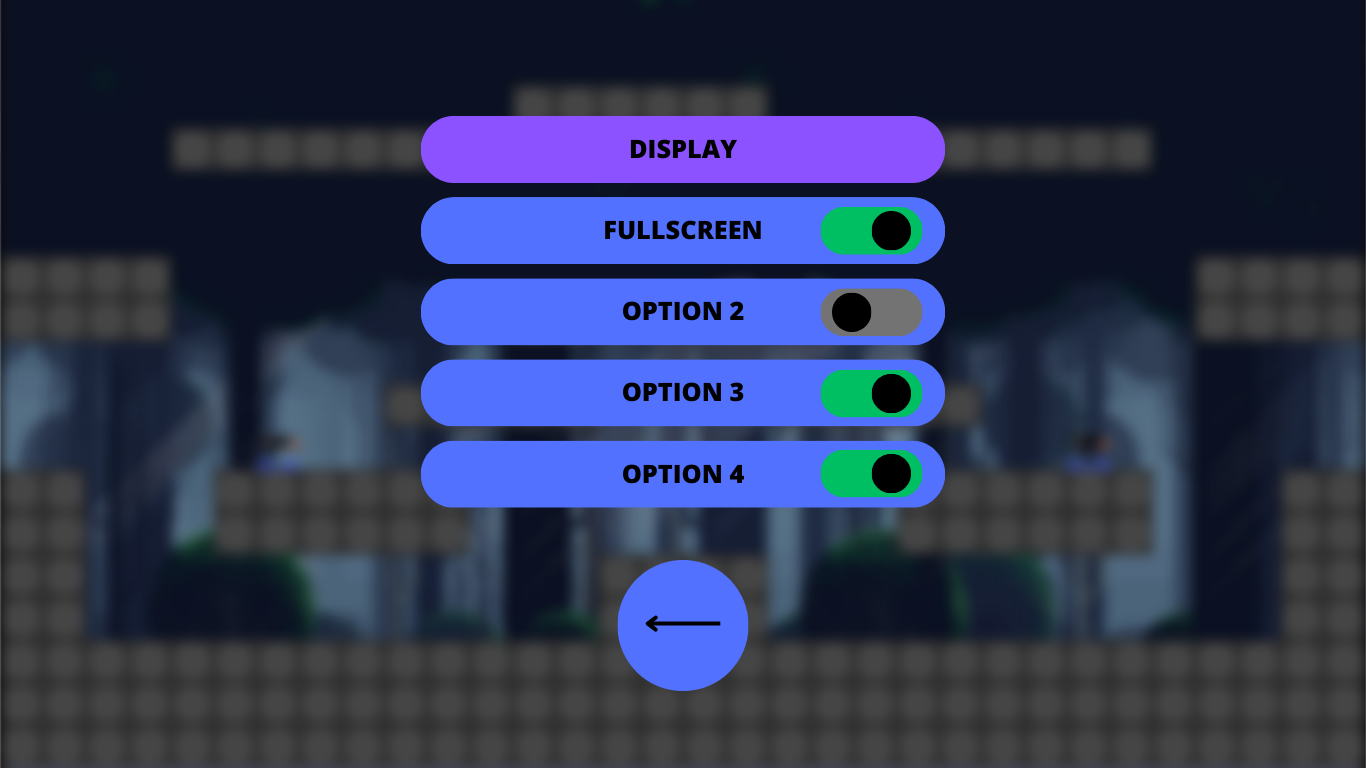 DISPLAY
FULLSCREEN
OPTION 2
OPTION 3
OPTION 4